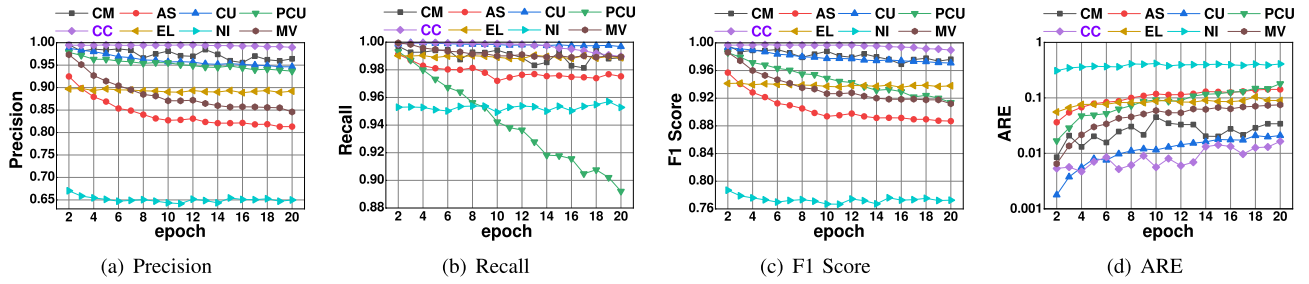 CM AS CU PCU
CC EL NI MV
1.00
0.95
0.90
0.85
0.80
0.75
0.70
0.65
Precision
2 4 6 8 10 12 14 16 18 20
epoch
(a) Precision
CM AS CU PCU
CC EL NI MV
1.00
0.98
0.96
0.94
0.92
0.90
0.88
Recall
2 4 6 8 10 12 14 16 18 20
epoch
(b) Recall
CM AS CU PCU
CC EL NI MV
1.00
0.96
0.92
0.88
0.84
0.80
0.76
F1 Score
2 4 6 8 10 12 14 16 18 20
epoch
(c) F1 Score
CM AS CU PCU
CC EL NI MV
1
0.1
0.01
0.001
ARE
2 4 6 8 10 12 14 16 18 20
epoch
(d) ARE